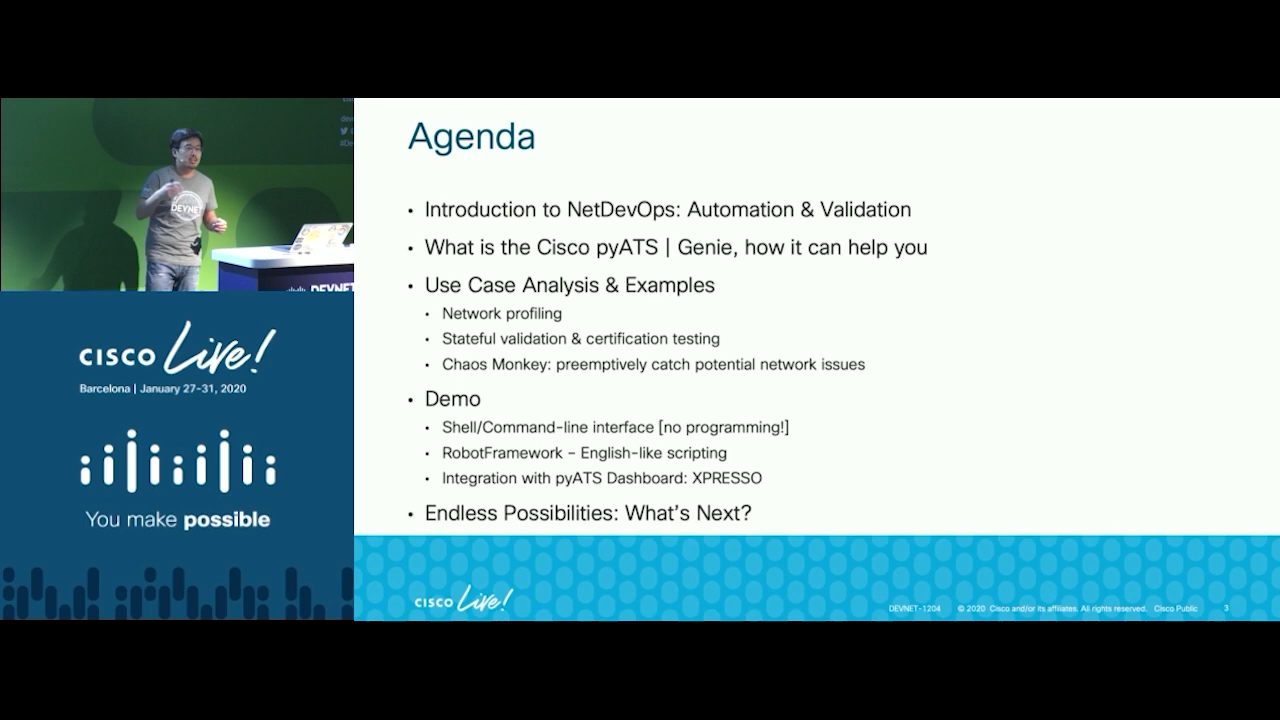 DEVNET
DEVNET
CISCO Live!
Barcelona | January 27-31, 2020
You make possible
Agenda
• Introduction to NetDevOps: Automation & Validation
• What is the Cisco pyATS | Genie, how it can help you
• Use Case Analysis & Examples
• Network profiling
• Stateful validation & certification testing
• Chaos Monkey: preemptively catch potential network issues
• Demo
• Shell/Command-line interface [no programming!]
• RobotFramework – English-like scripting
• Integration with pyATS Dashboard: XPRESSO
• Endless Possibilities: What's Next?
CISCO Live!
DEVNET-1204 © 2020 Cisco and/or its affiliates. All rights reserved. Cisco Public 3